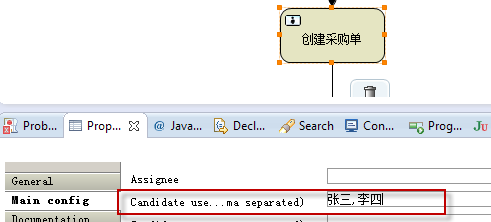 创建采购单
Prob... Prop... @ Java... Decl... Search Con... Prog... Ju
General
Assignee
Main config
Candidate use...ma separated)
张三,李四
Documentation